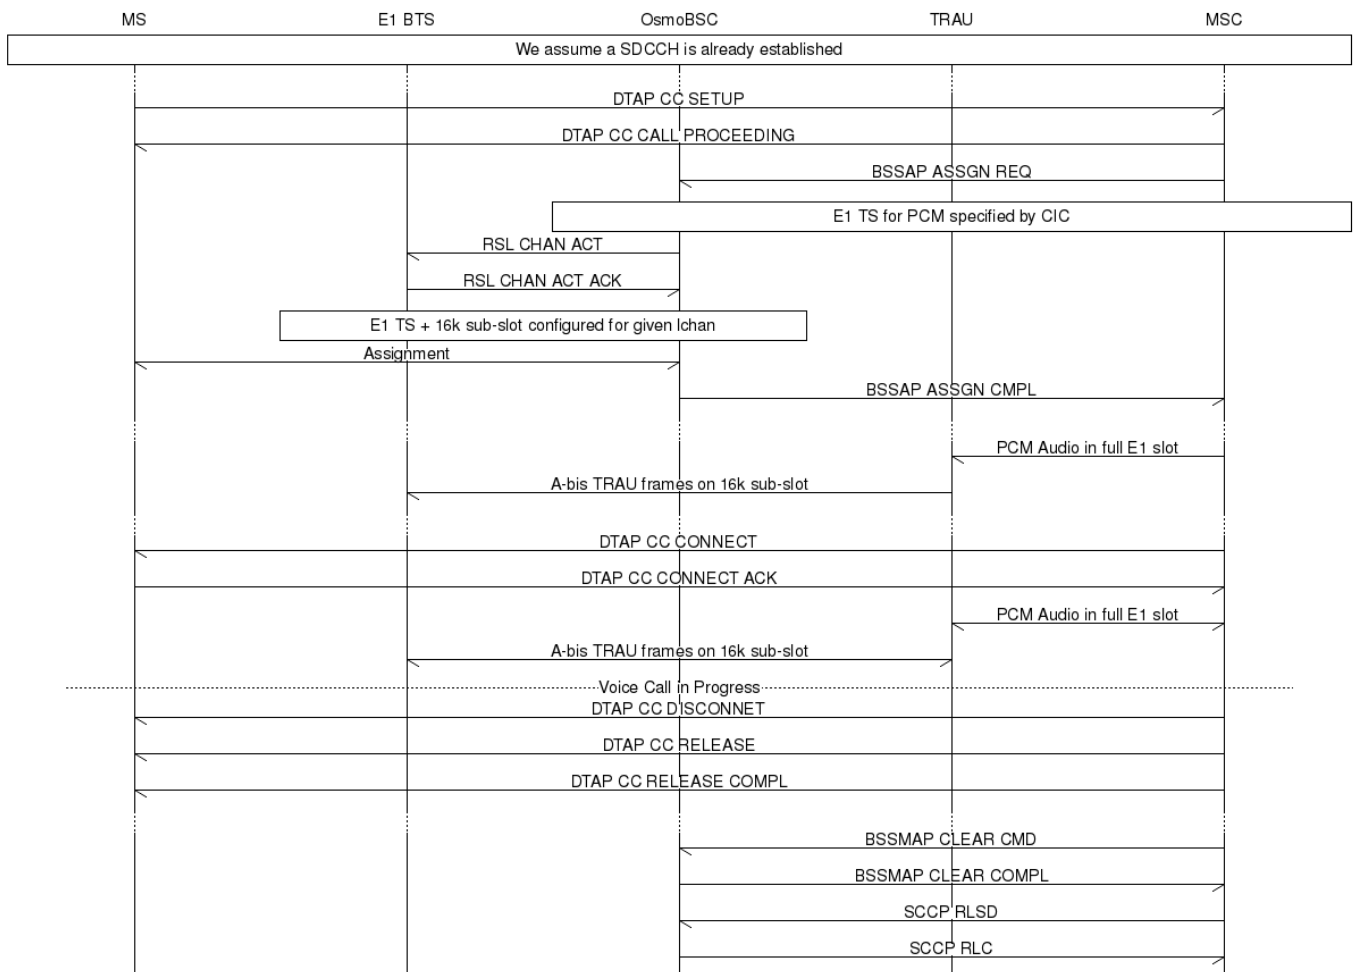 MS E1 BTS OsmoBSC TRAU MSC
We assume a SDCCH is already established
DTAP CC SETUP
DTAP CC CALL PROCEEDING
BSSAP ASSGN REQ
E1 TS for PCM specified by CIC
RSL CHAN ACT
RSL CHAN ACT ACK
E1 TS + 16k sub-slot configured for given lchan
Assignment
BSSAP ASSGN CMPL
PCM Audio in full E1 slot
A-bis TRAU frames on 16k sub-slot
DTAP CC CONNECT
DTAP CC CONNECT ACK
PCM Audio in full E1 slot
A-bis TRAU frames on 16k sub-slot
Voice Call in Progress
DTAP CC DISCONNET
DTAP CC RELEASE
DTAP CC RELEASE COMPL
BSSMAP CLEAR CMD
BSSMAP CLEAR COMPL
SCCP RLSD
SCCP RLC